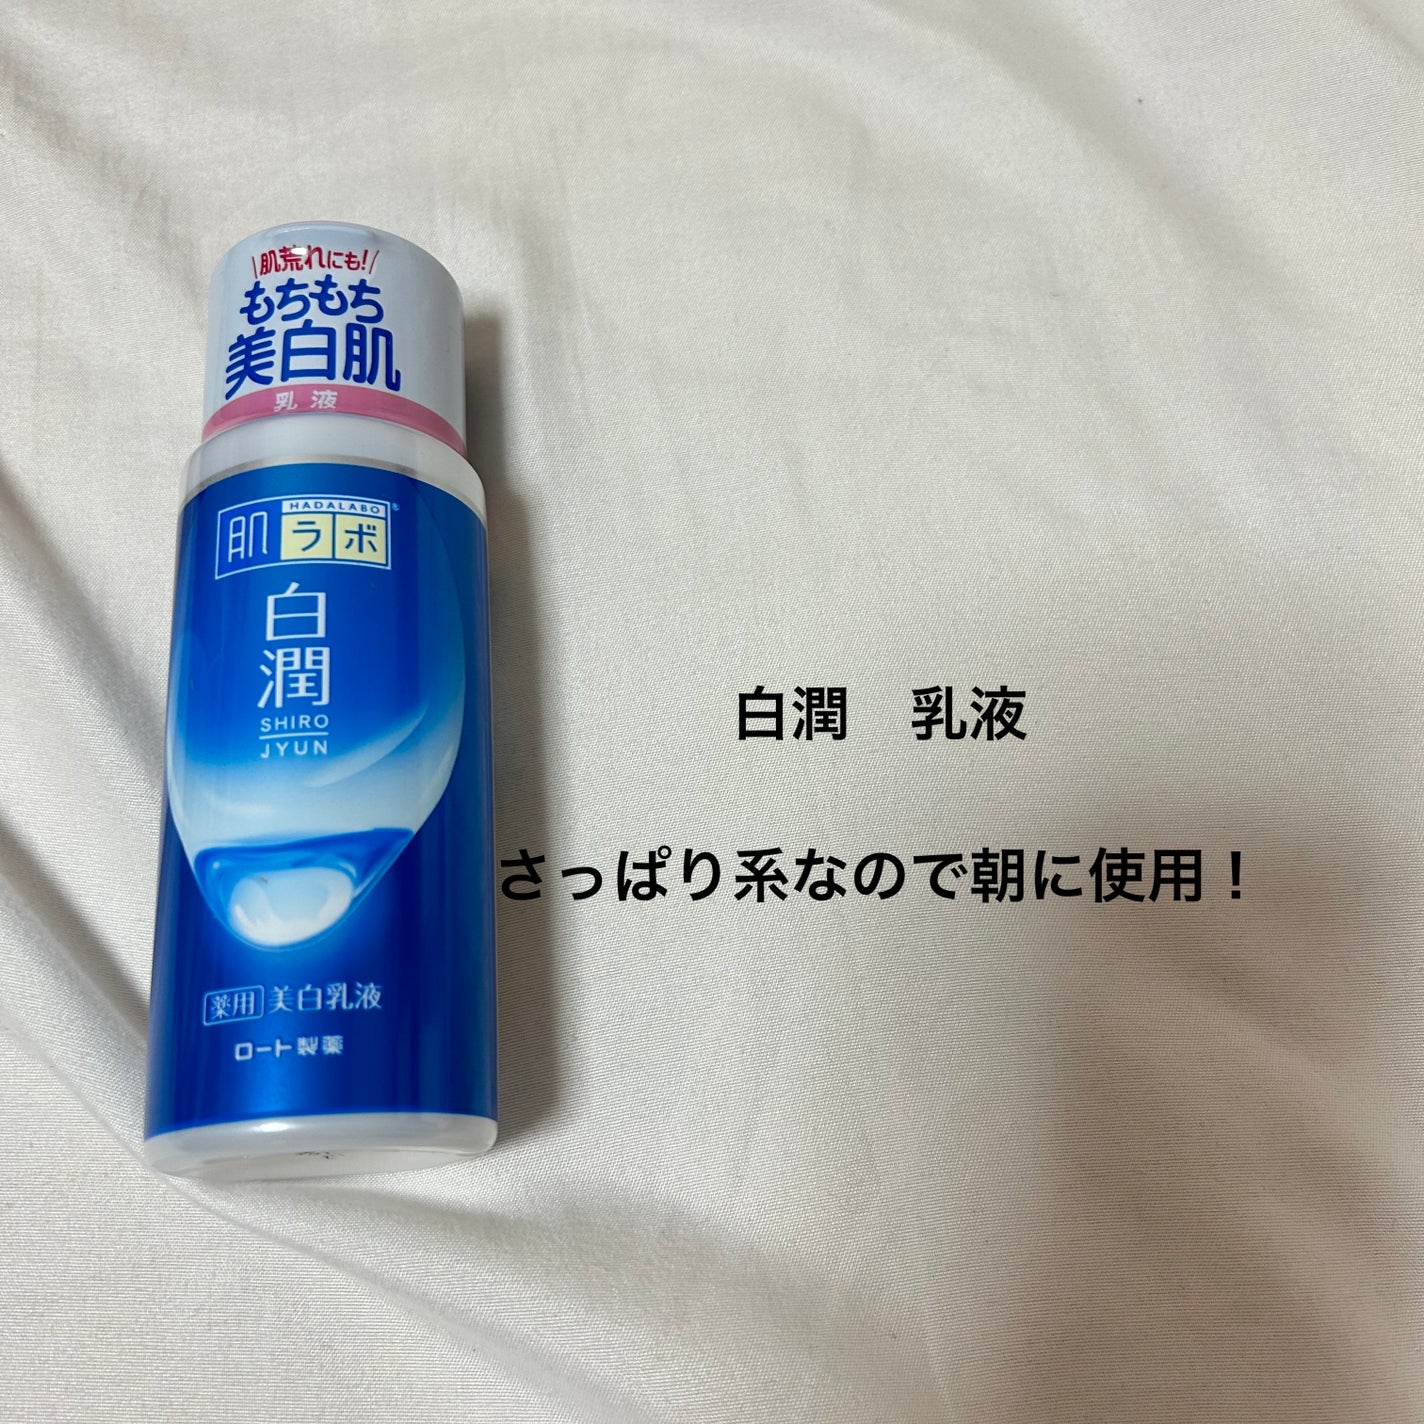 肌荒れにも!
もちもち
美白肌
乳液
HADALABO®
肌ラボ
白潤
SHIRO
JYUN
薬用 美白乳液
ロート製薬
白潤　乳液
さっぱり系なので朝に使用！